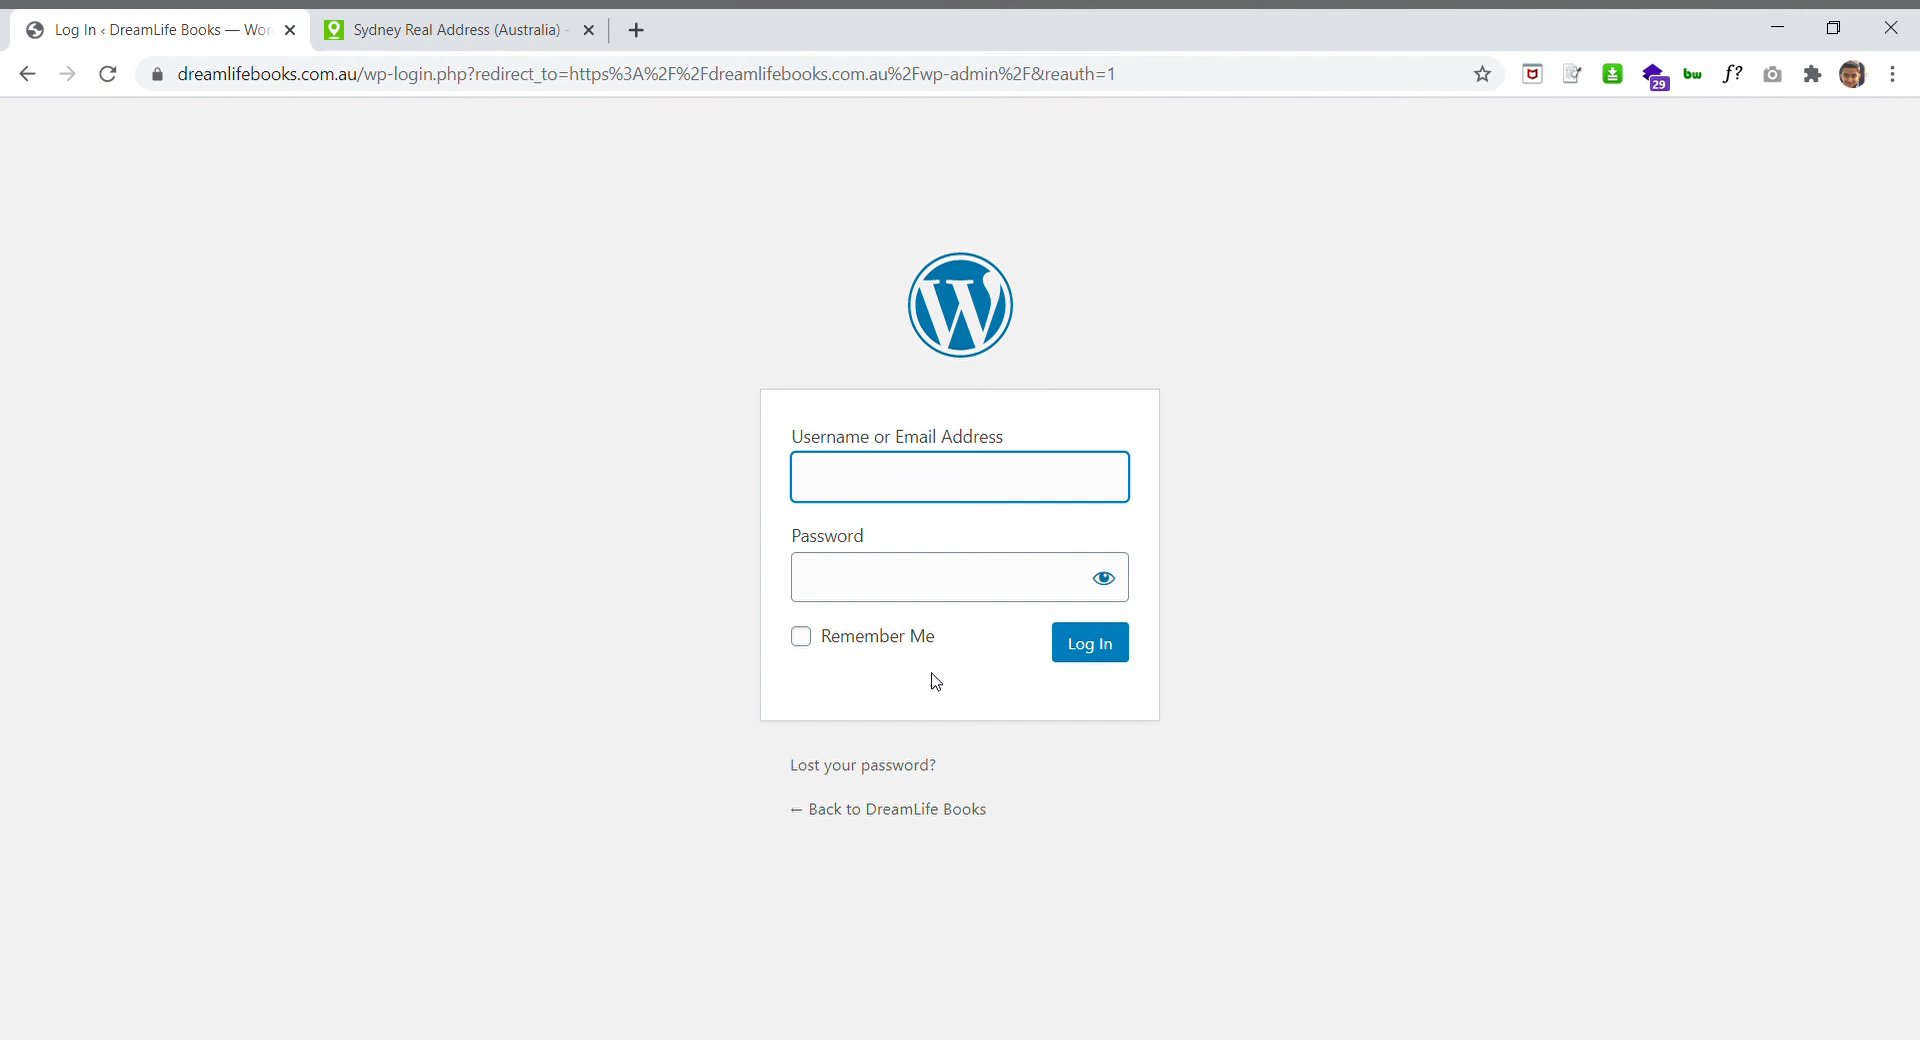 Log In ‹ DreamLife Books — Wor
Sydney Real Address (Australia) -
dreamlifebooks.com.au/wp-login.php?redirect_to=https%3A%2F%2Fdreamlifebooks.com.au%2Fwp-admin%2F&reauth=1
29
bw
f?
W
Username or Email Address
Password
Remember Me
Log In
Lost your password?
← Back to DreamLife Books